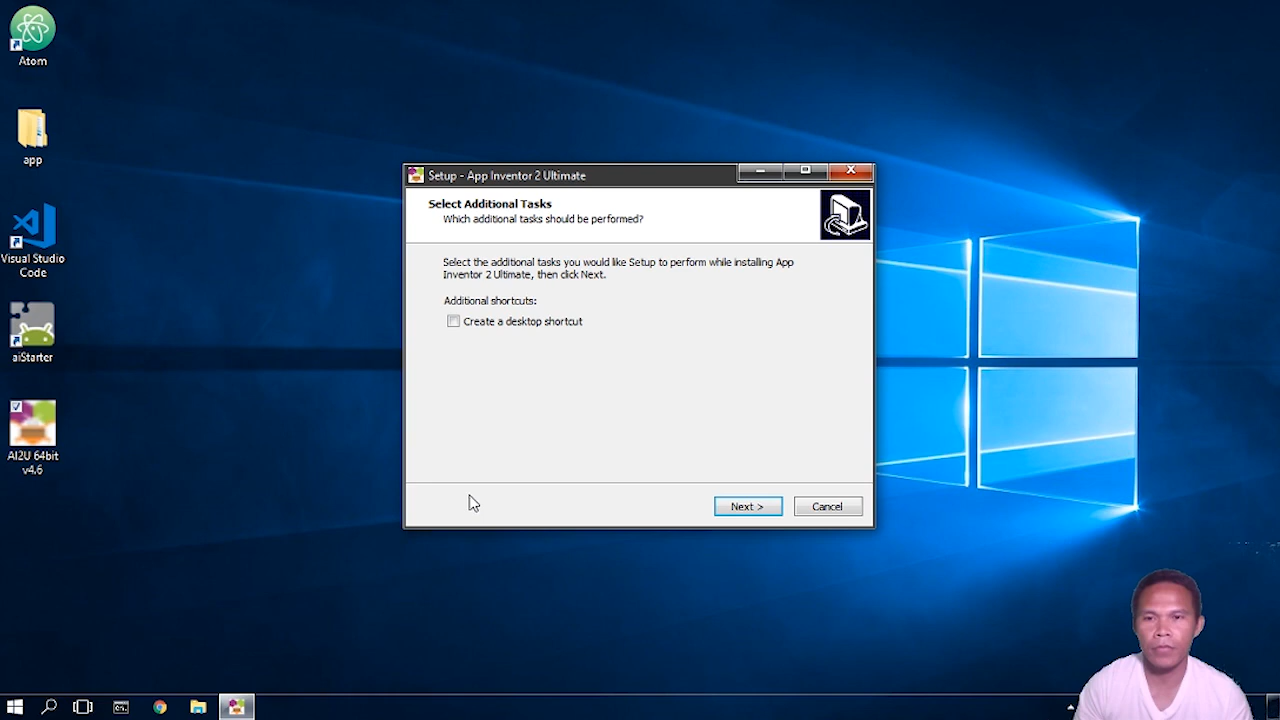 Atom
app
Visual Studio
Code
aiStarter
AI2U 64bit
v4.6
Setup - App Inventor 2 Ultimate
Select Additional Tasks
Which additional tasks should be performed?
Select the additional tasks you would like Setup to perform while installing App
Inventor 2 Ultimate, then click Next.
Additional shortcuts:
Create a desktop shortcut
Next >
Cancel